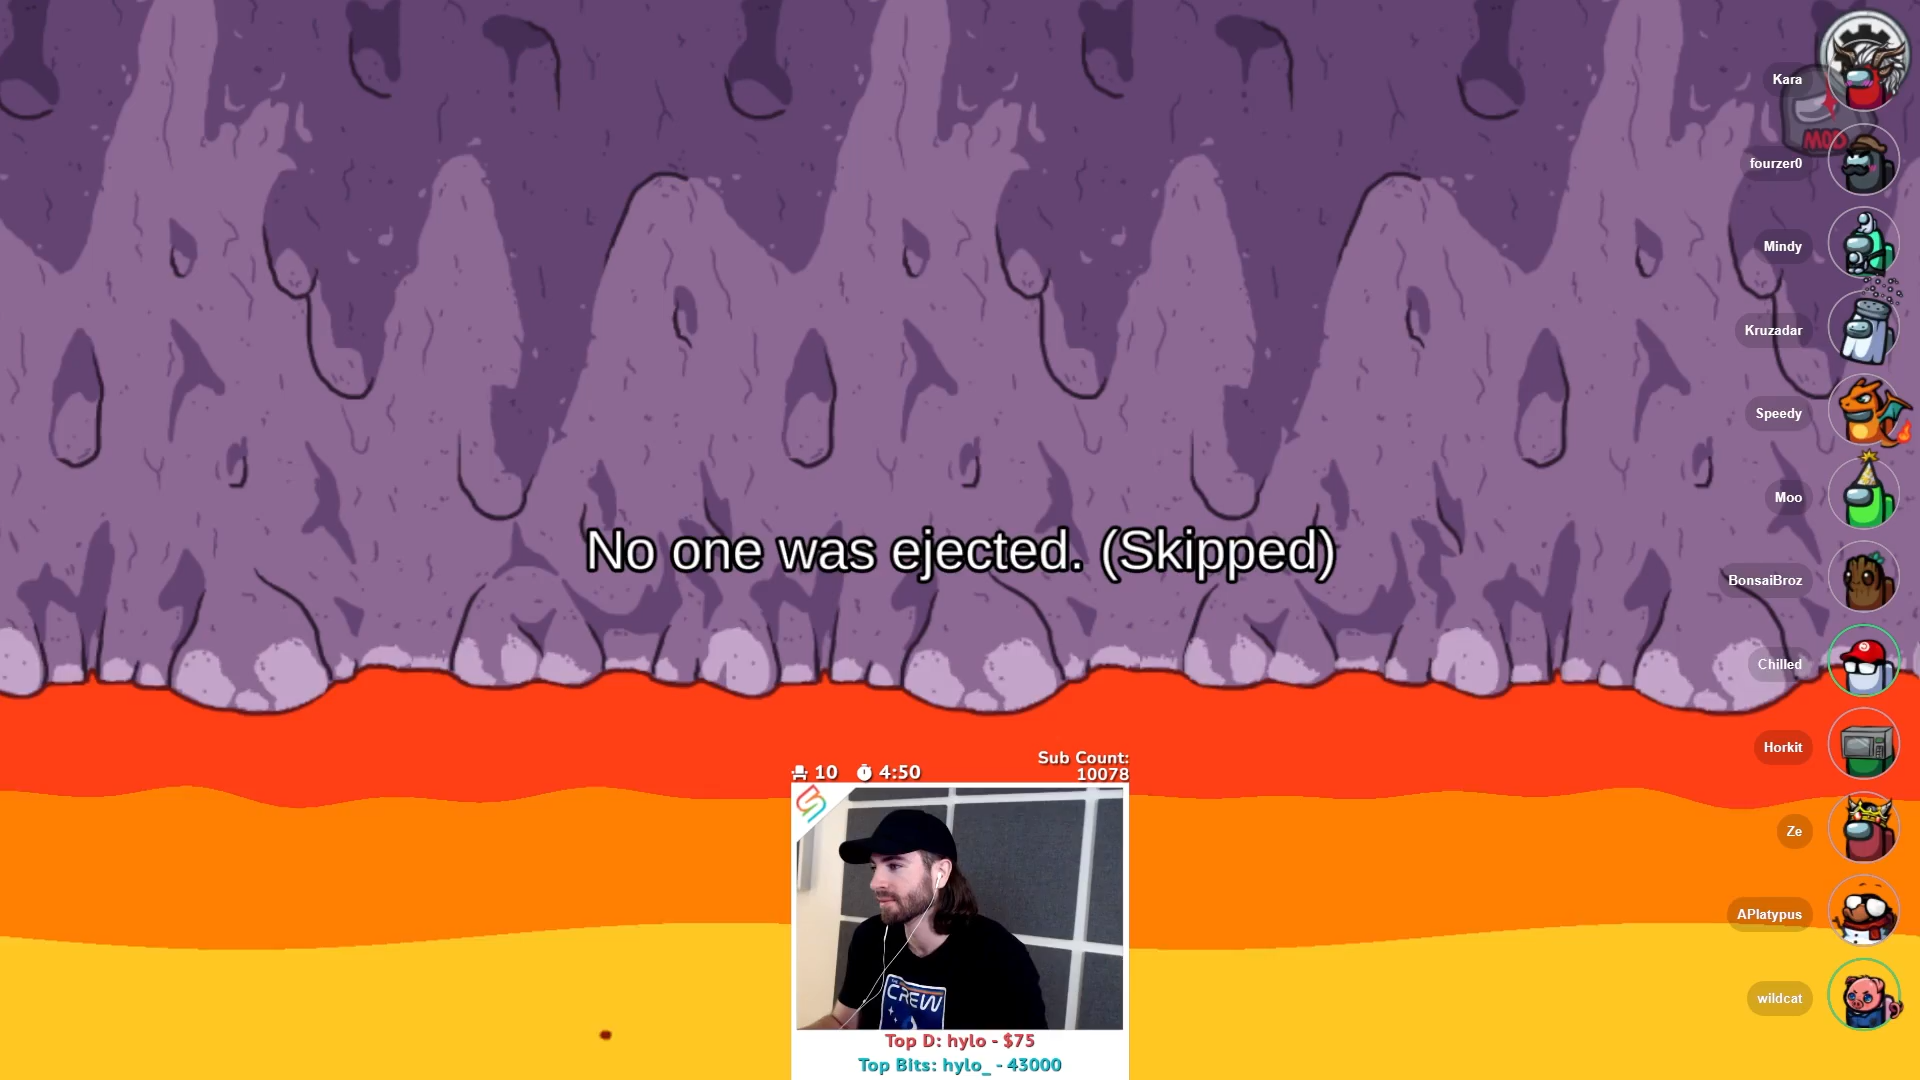 Kara
MOD
fourzer0
Mindy
Kruzadar
Speedy
Moo
BonsaiBroz
No one was ejected. (Skipped)
Chilled
Horkit
Ze
APlatypus
wildcat
10 4:50
Sub Count:
10078
CREW
Top D: hylo - $75
Top Bits: hylo_ - 43000